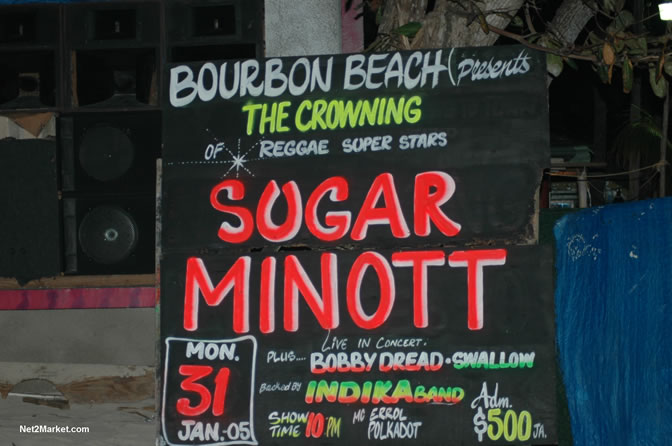 BOURBON BEACH (presents
THE CROWNING
OF REGGAE SUPER STARS
SUGAR
MINOTT
LIVE IN CONCERT.
MON.
31
JAN. 05
PLUS.... BOBBY DREAD • SWALLOW
Backed BY INDIKA BAND
SHOW TIME 10 PM
MC ERROL POLKADOT
Adm. $500 JA.
Net2Market.com